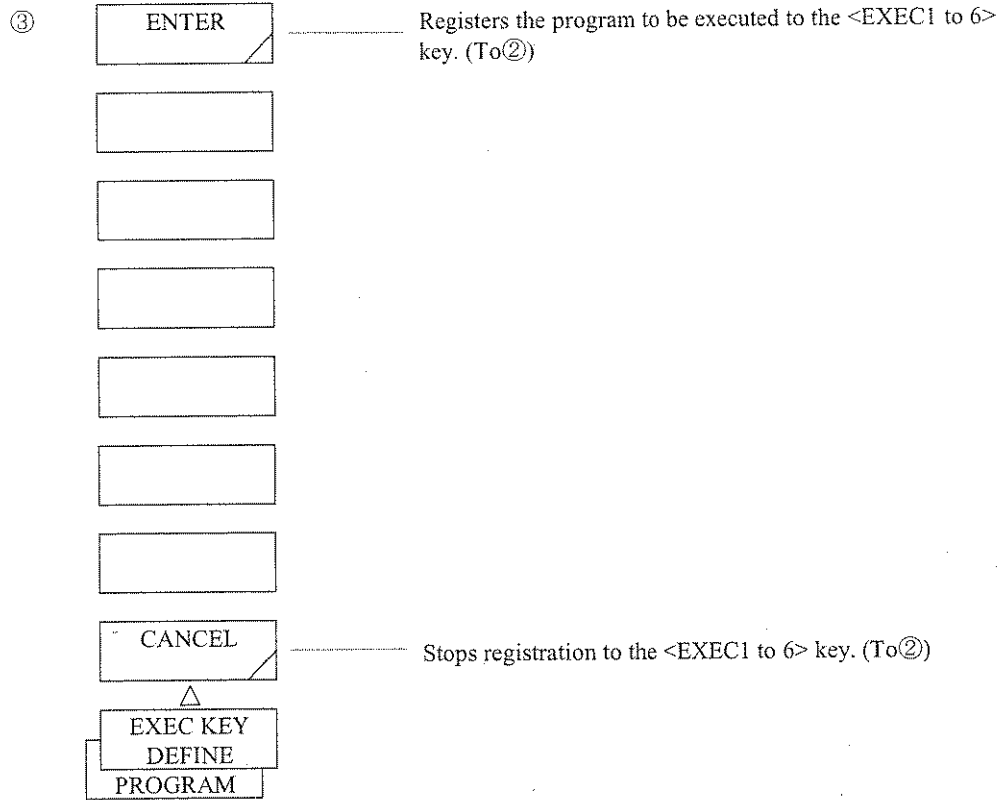 ③
ENTER
Registers the program to be executed to the <EXEC1 to 6>
key. (To②)
CANCEL
Stops registration to the <EXEC1 to 6> key. (To②)
EXEC KEY
DEFINE
PROGRAM